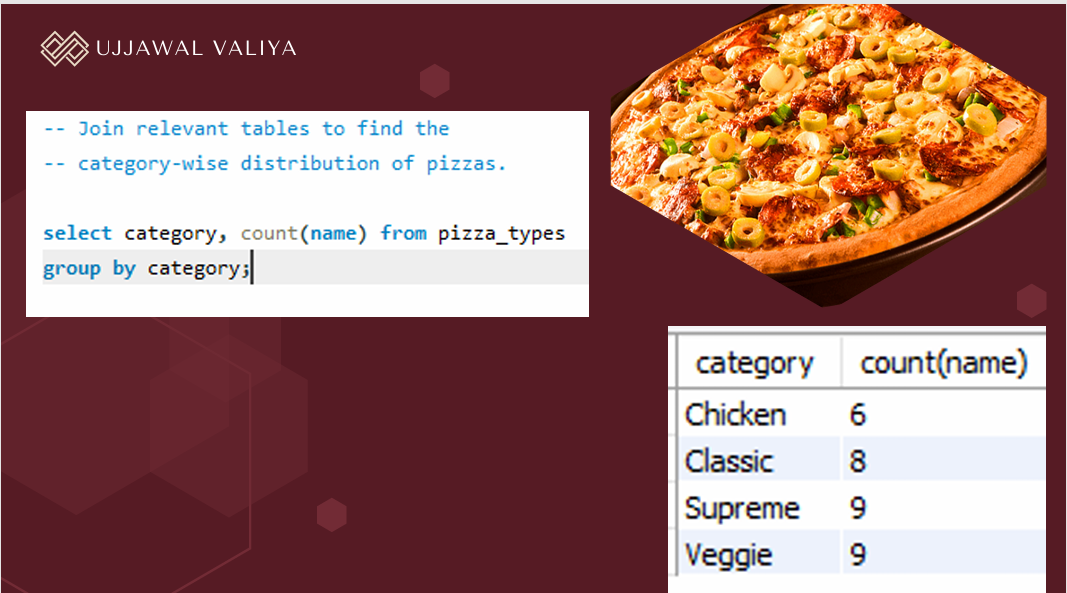 UJJAWAL VALIYA
-- Join relevant tables to find the
-- category-wise distribution of pizzas.
select category, count(name) from pizza_types
group by category;
category count(name)
Chicken 6
Classic 8
Supreme 9
Veggie 9